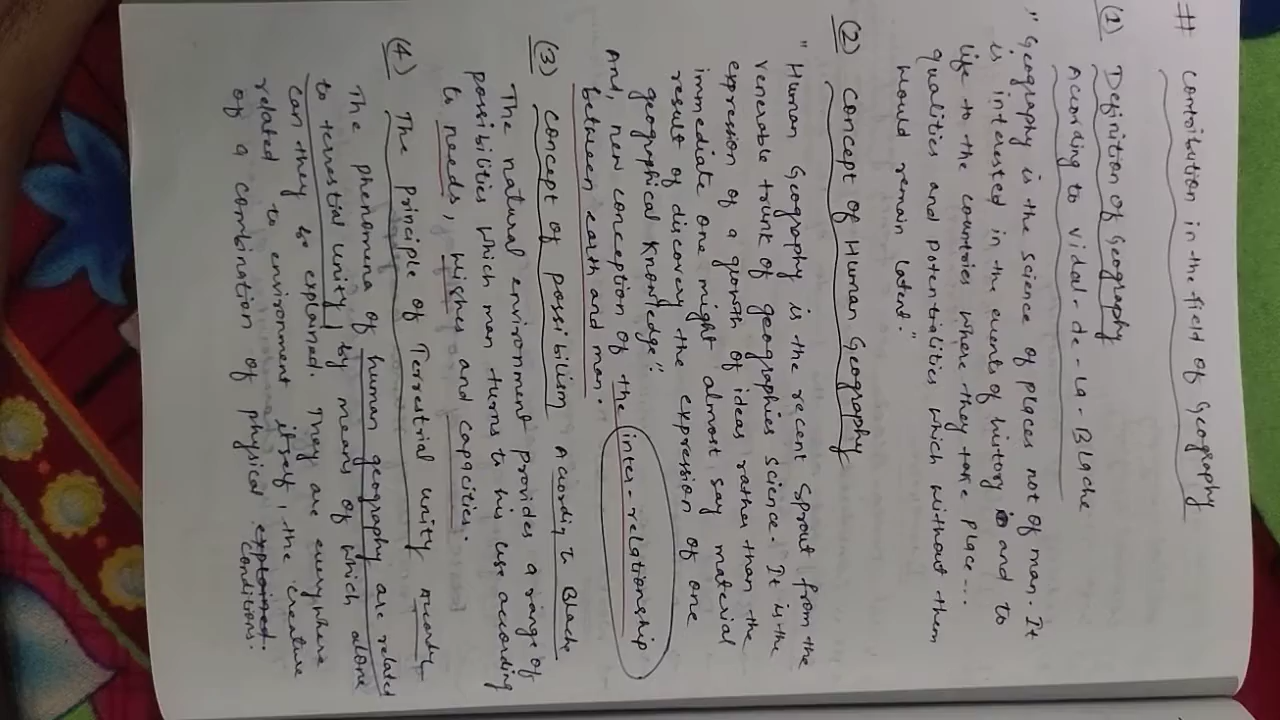 # Contribution in the field of Geography
(1) Definition of Geography
According to Vidal-de-La-Blache
"Geography is the science of places not of man. It
is interested in the events of history and to
life to the countries where they take place...
qualities and potentialities which without them
would remain latent."
(2) Concept of Human Geography
"Human Geography is the recent sprout from the
venerable trunk of geographies science. It is the
expression of a growth of ideas rather than the
immediate one might almost say material
result of discovery the expression of one
geographical knowledge".
And, new conception of the inter-relationship
between earth and man.
(3) Concept of possibilism According to Blache
The natural environment provides a range of
possibilities which man turns to his use according
to needs, wishes and capacities.
(4) The principle of Terrestrial unity
The phenomena of human geography are related
to terrestrial unity by means of which alone
can they be explained. They are everywhere
related to environment itself, the creature
of a combination of physical explained
conditions.